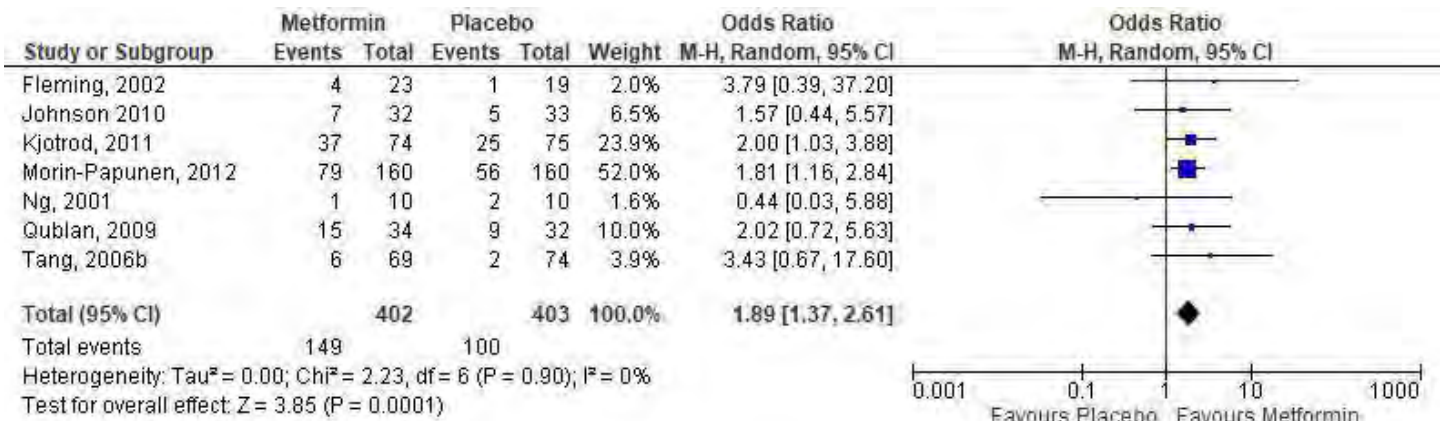 Metformin Placebo Odds Ratio Odds Ratio
Study or Subgroup Events Total Events Total Weight M-H, Random, 95% CI M-H, Random, 95% CI
Fleming, 2002 4 23 1 19 2.0% 3.79 [0.39, 37.20]
Johnson 2010 7 32 5 33 6.5% 1.57 [0.44, 5.57]
Kjotrod, 2011 37 74 25 75 23.9% 2.00 [1.03, 3.88]
Morin-Papunen, 2012 79 160 56 160 52.0% 1.81 [1.16, 2.84]
Ng, 2001 1 10 2 10 1.6% 0.44 [0.03, 5.88]
Qublan, 2009 15 34 9 32 10.0% 2.02 [0.72, 5.63]
Tang, 2006b 6 69 2 74 3.9% 3.43 [0.67, 17.60]
Total (95% CI) 402 403 100.0% 1.89 [1.37, 2.61]
Total events 149 100
Heterogeneity: Tau² = 0.00; Chi² = 2.23, df = 6 (P = 0.90); I² = 0%
Test for overall effect: Z = 3.85 (P = 0.0001)
0.001 0.1 1 10 1000
Favours Placebo Favours Metformin